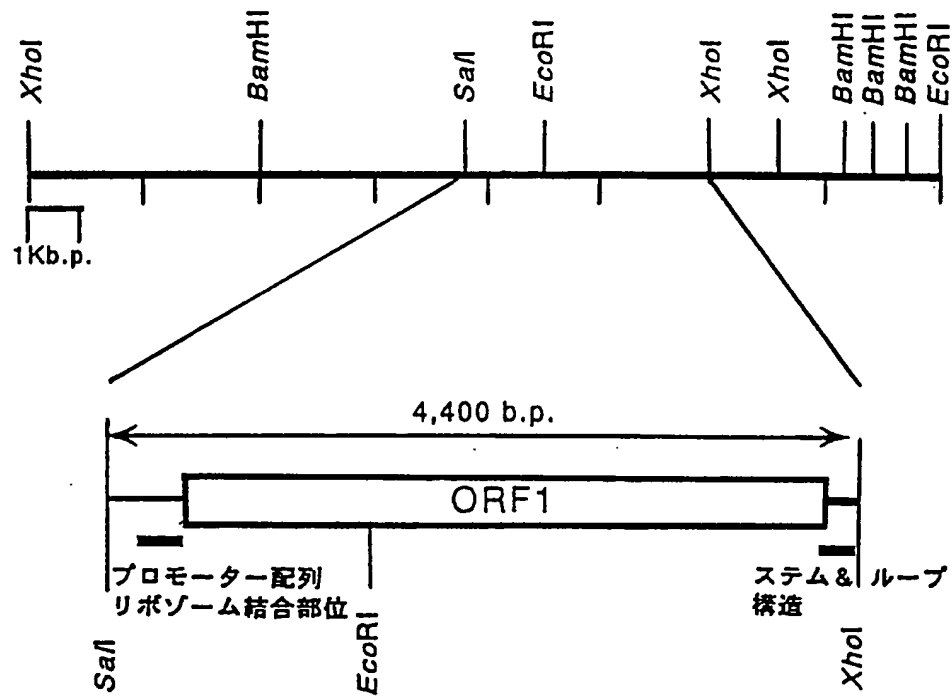 XhoI
BamHI
SalI
EcoRI
XhoI
XhoI
BamHI
BamHI
BamHI
EcoRI
1Kb.p.
4,400 b.p.
ORF1
プロモーター配列
リボゾーム結合部位
ステム& ループ
構造
SalI
EcoRI
XhoI